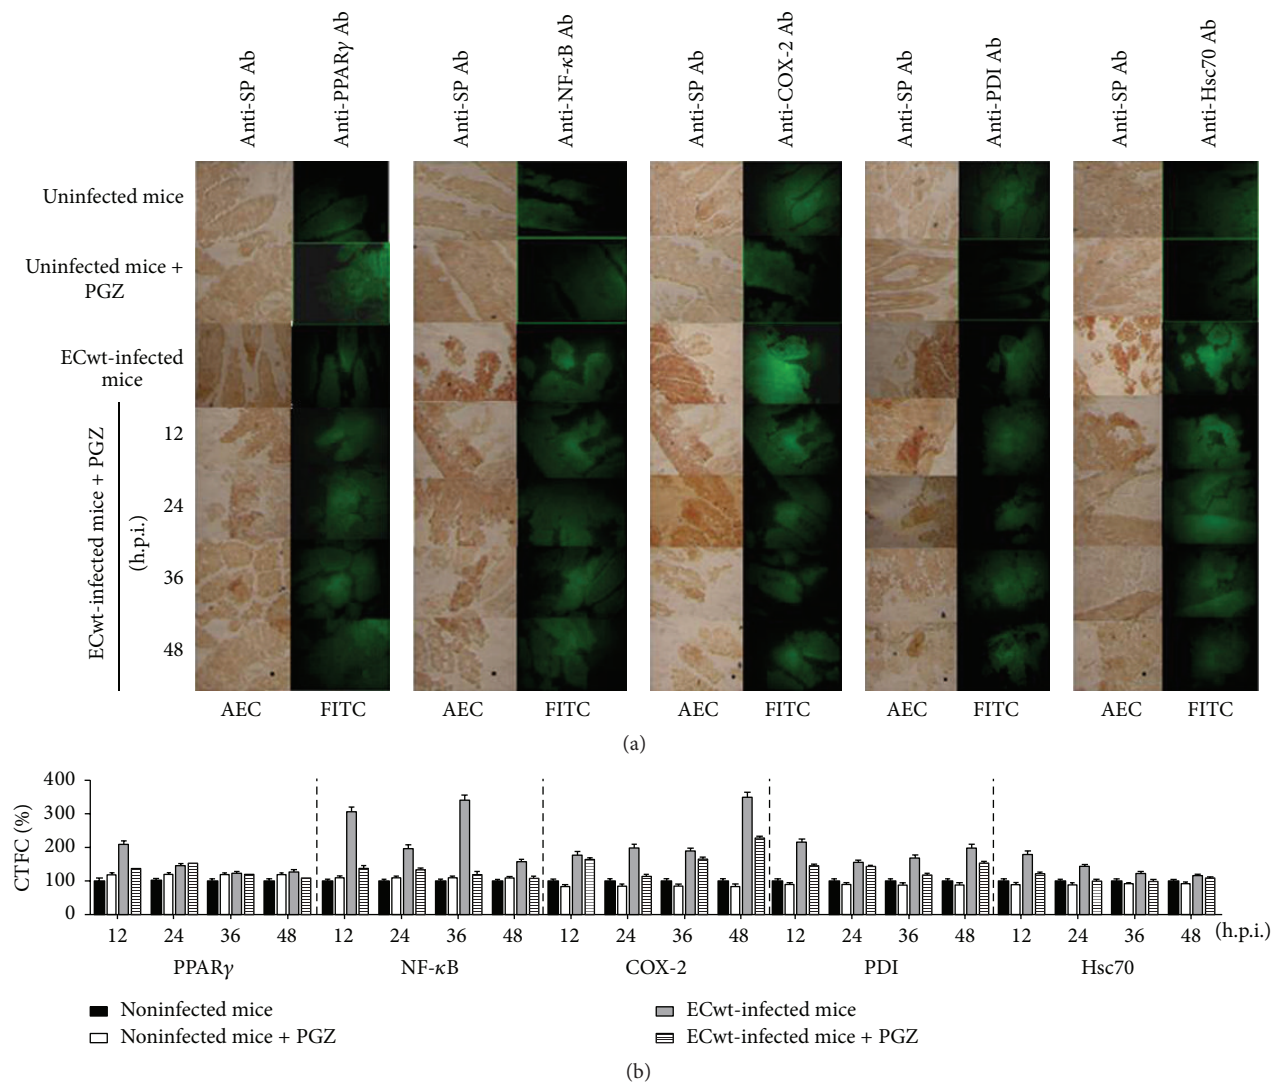 (a)
Anti-SP Ab
Anti-PPARγ Ab
Anti-SP Ab
Anti-NF-κB Ab
Anti-SP Ab
Anti-COX-2 Ab
Anti-SP Ab
Anti-PDI Ab
Anti-SP Ab
Anti-Hsc70 Ab
Uninfected mice
Uninfected mice +
PGZ
ECwt-infected
mice
ECwt-infected mice + PGZ
(h.p.i.)
12
24
36
48
AEC FITC AEC FITC AEC FITC AEC FITC AEC FITC
(a)
CTFC (%)
400
300
200
100
0
12 24 36 48 12 24 36 48 12 24 36 48 12 24 36 48 12 24 36 48 (h.p.i.)
PPARγ NF-κB COX-2 PDI Hsc70
Noninfected mice
Noninfected mice + PGZ
ECwt-infected mice
ECwt-infected mice + PGZ
(b)